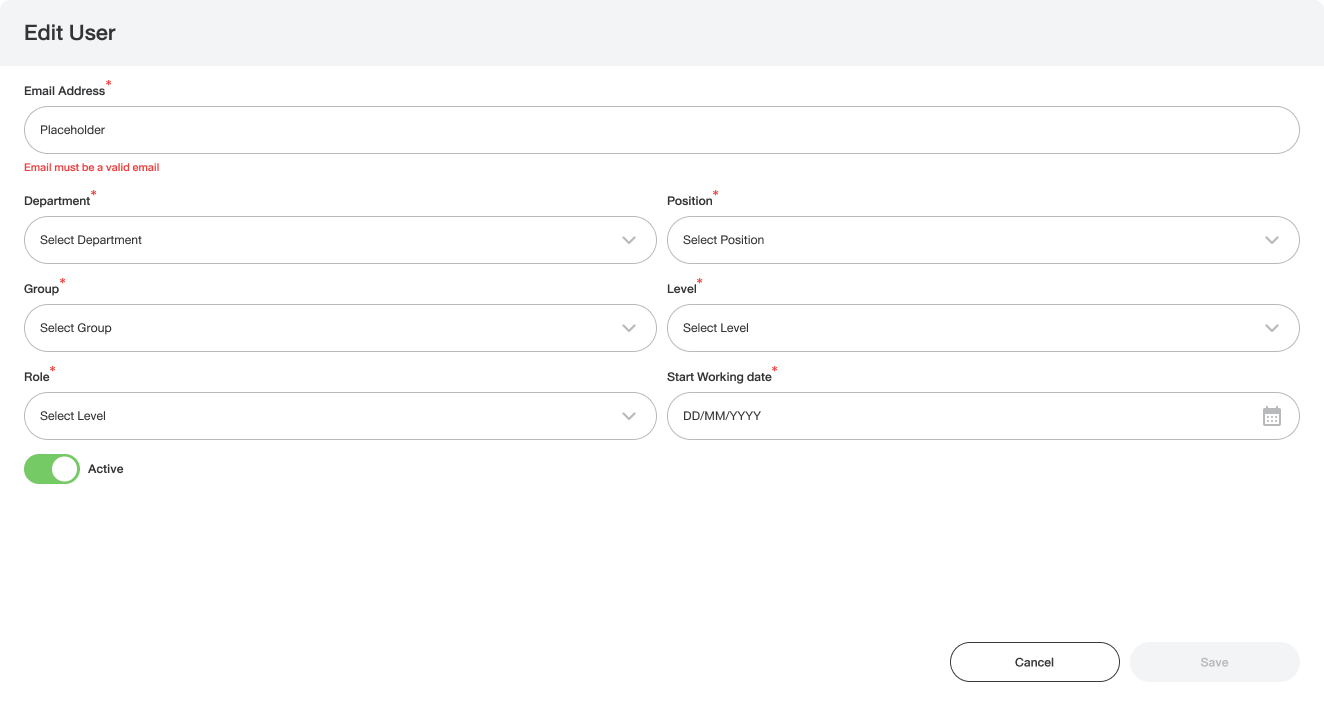 Edit User
Email Address*
Placeholder
Email must be a valid email
Department* Position*
Select Department Select Position
Group* Level*
Select Group Select Level
Role* Start Working date*
Select Level DD/MM/YYYY
Active
Cancel Save